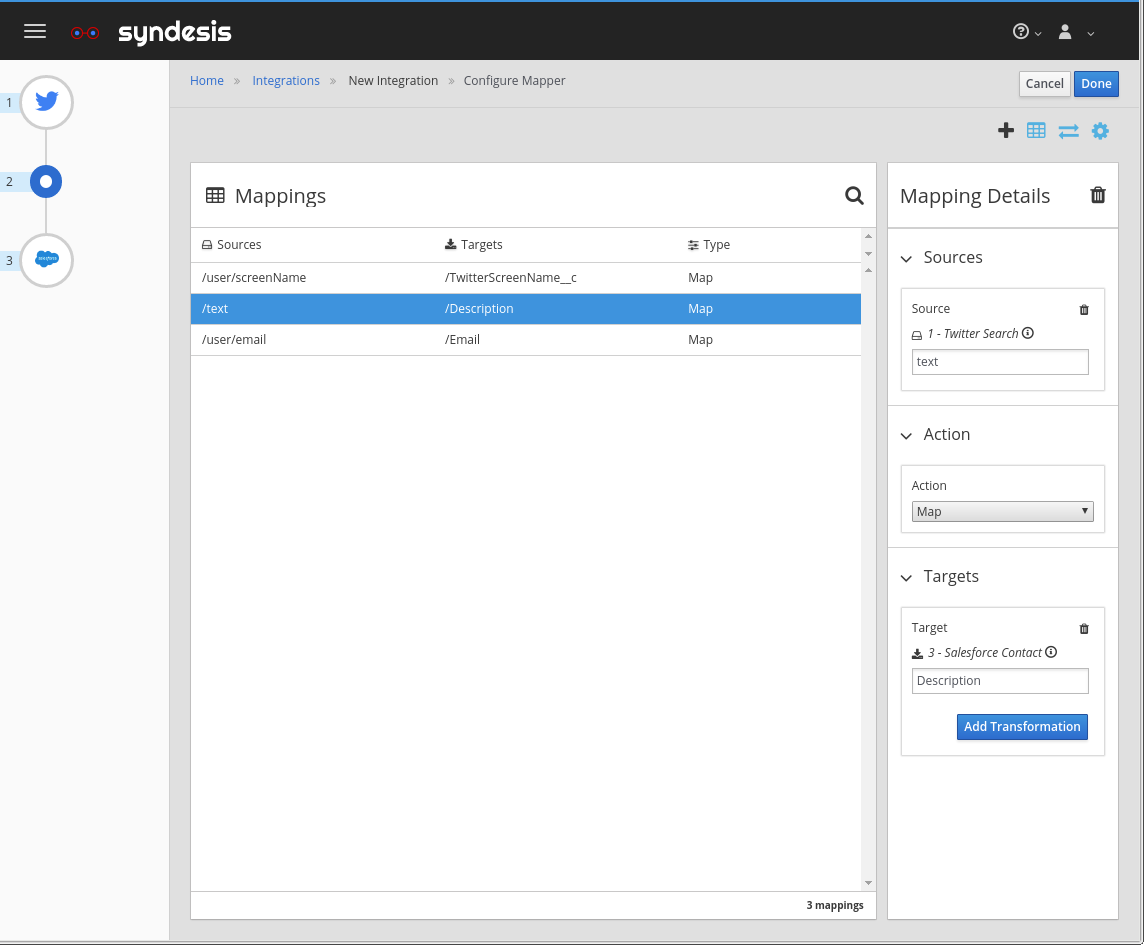 syndesis
Home » Integrations » New Integration » Configure Mapper
Cancel Done
1
2
3
Mappings
Sources Targets Type
/user/screenName /TwitterScreenName__c Map
/text /Description Map
/user/email /Email Map
3 mappings
Mapping Details
Sources
Source
1 - Twitter Search
text
Action
Action
Map
Targets
Target
3 - Salesforce Contact
Description
Add Transformation